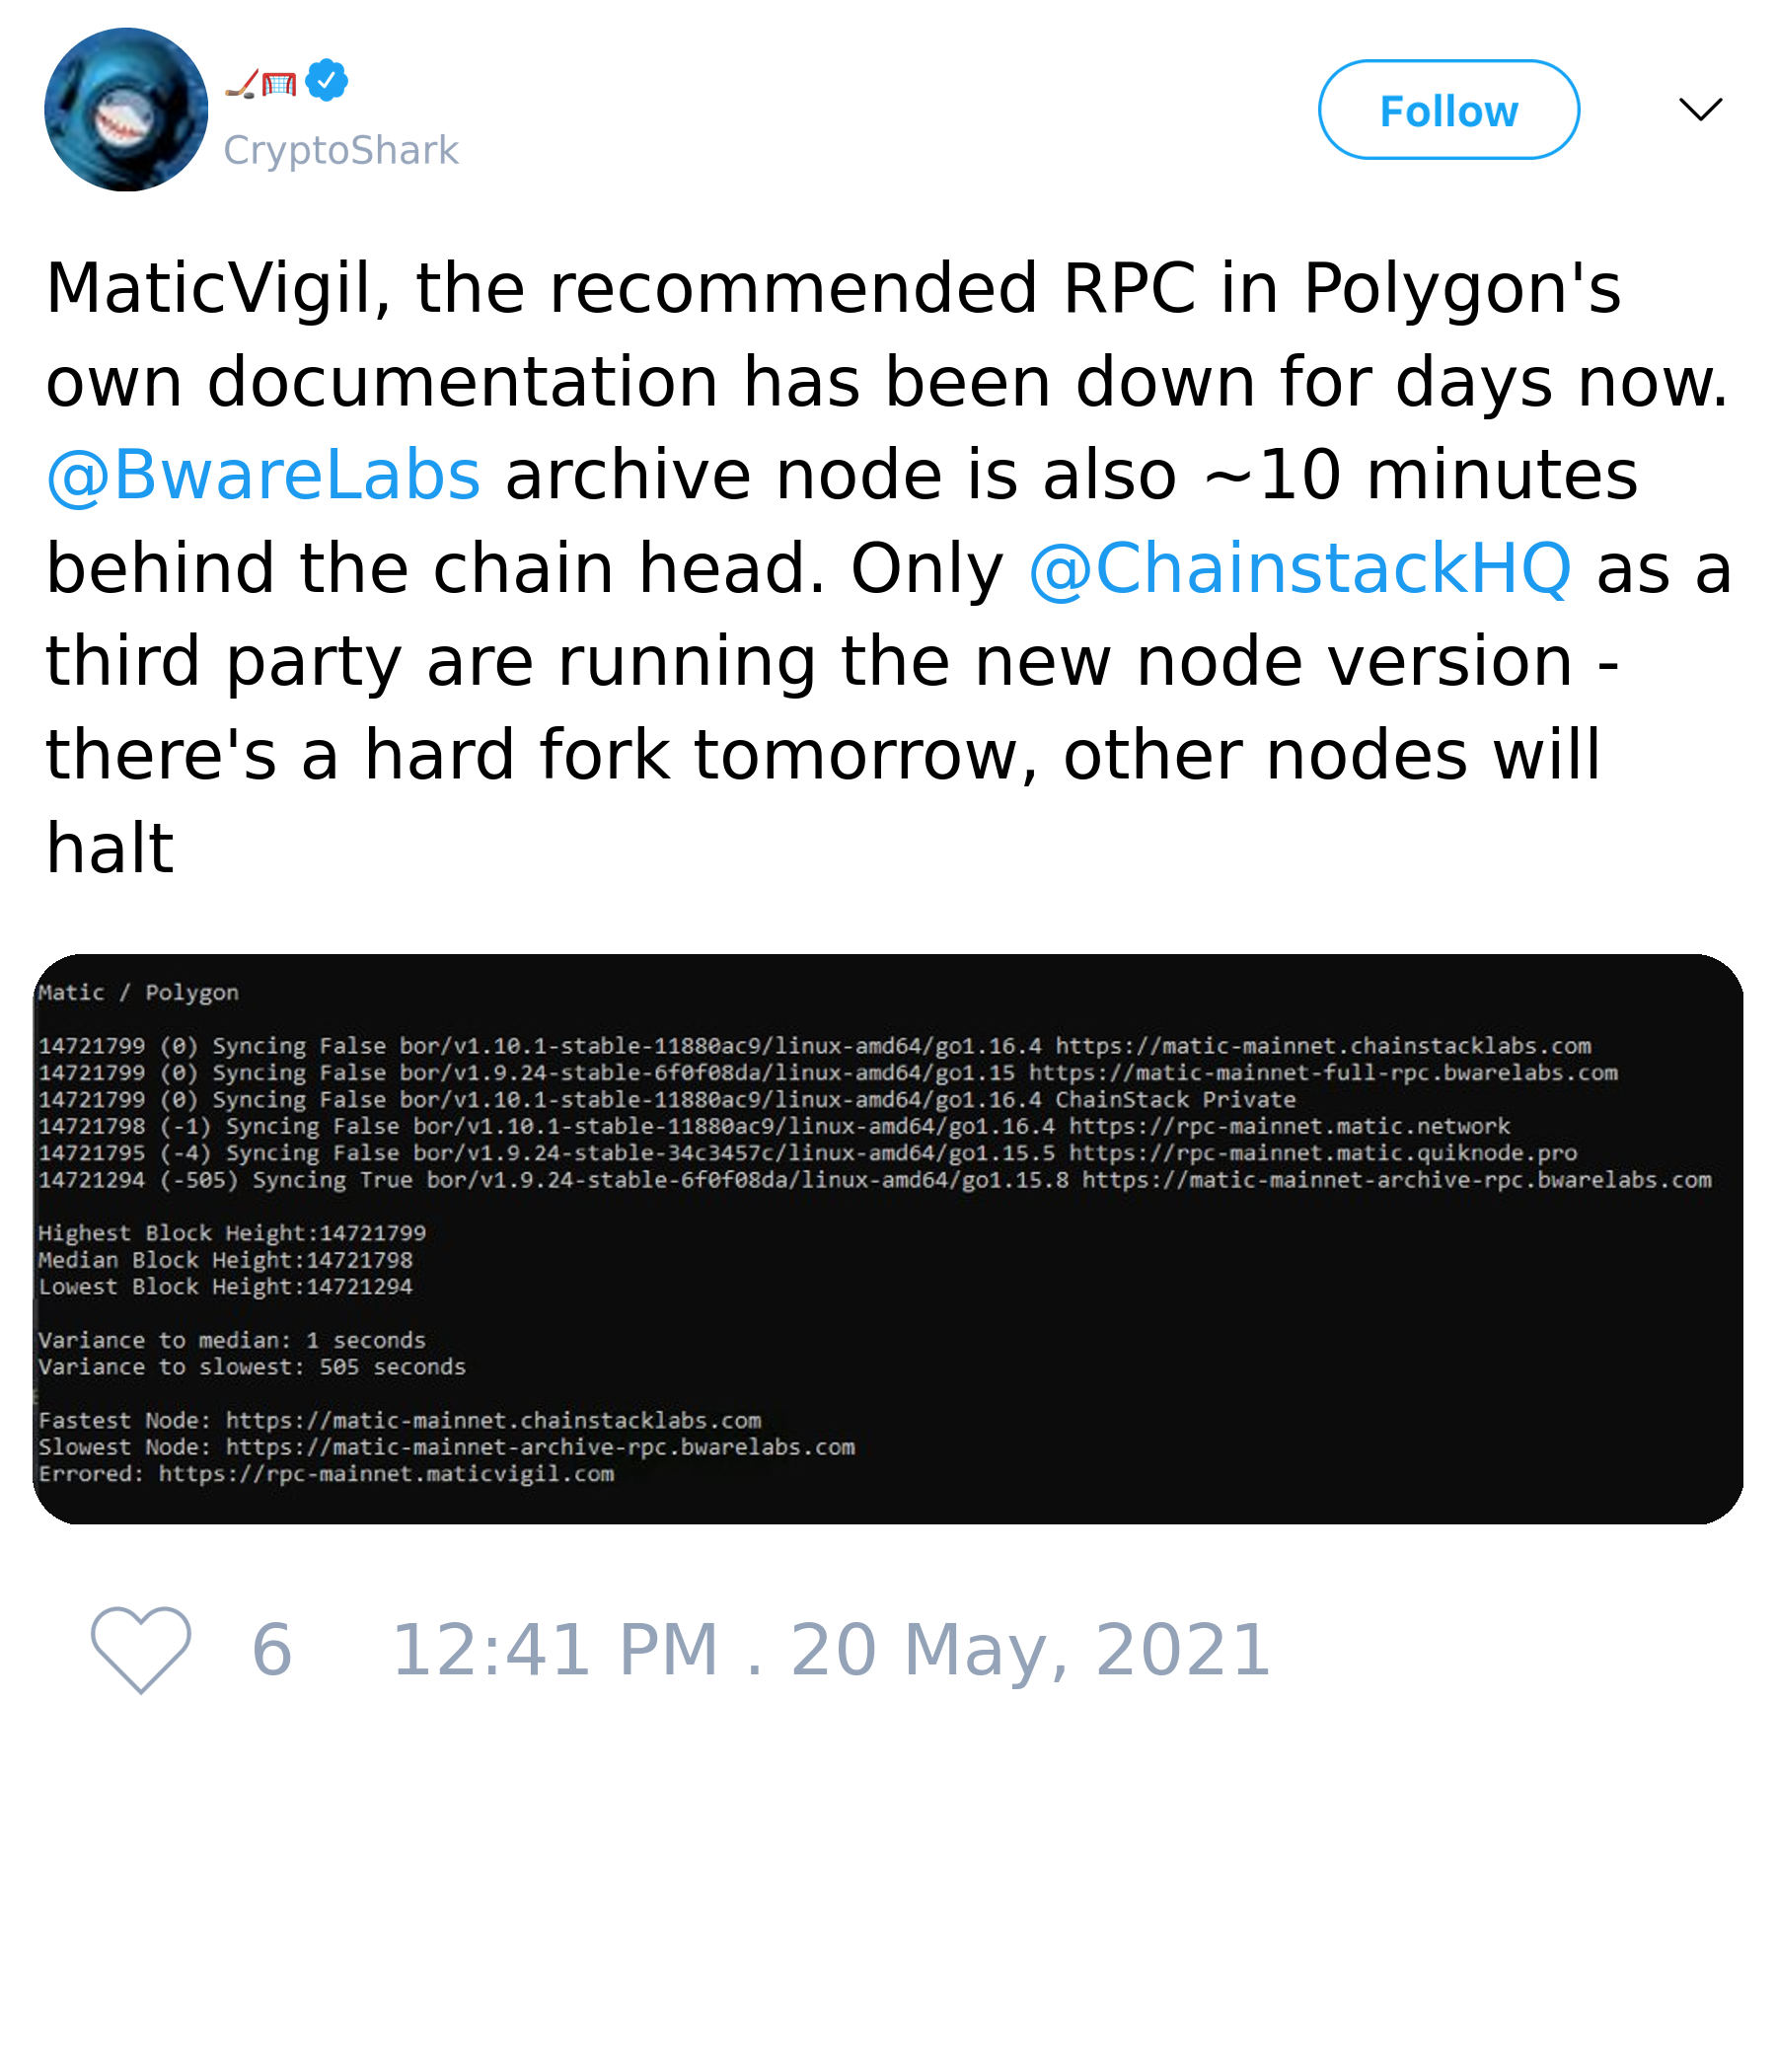 CryptoShark
Follow
MaticVigil, the recommended RPC in Polygon's
own documentation has been down for days now.
@BwareLabs archive node is also ~10 minutes
behind the chain head. Only @ChainstackHQ as a
third party are running the new node version -
there's a hard fork tomorrow, other nodes will
halt
Matic / Polygon
14721799 (0) Syncing False bor/v1.10.1-stable-11880ac9/linux-amd64/go1.16.4 https://matic-mainnet.chainstacklabs.com
14721799 (0) Syncing False bor/v1.9.24-stable-6f0f08da/linux-amd64/go1.15 https://matic-mainnet-full-rpc.bwarelabs.com
14721799 (0) Syncing False bor/v1.10.1-stable-11880ac9/linux-amd64/go1.16.4 ChainStack Private
14721798 (-1) Syncing False bor/v1.10.1-stable-11880ac9/linux-amd64/go1.16.4 https://rpc-mainnet.matic.network
14721795 (-4) Syncing False bor/v1.9.24-stable-34c3457c/linux-amd64/go1.15.5 https://rpc-mainnet.matic.quiknode.pro
14721294 (-505) Syncing True bor/v1.9.24-stable-6f0f08da/linux-amd64/go1.15.8 https://matic-mainnet-archive-rpc.bwarelabs.com
Highest Block Height:14721799
Median Block Height:14721798
Lowest Block Height:14721294
Variance to median: 1 seconds
Variance to slowest: 505 seconds
Fastest Node: https://matic-mainnet.chainstacklabs.com
Slowest Node: https://matic-mainnet-archive-rpc.bwarelabs.com
Errored: https://rpc-mainnet.maticvigil.com
6 12:41 PM . 20 May, 2021